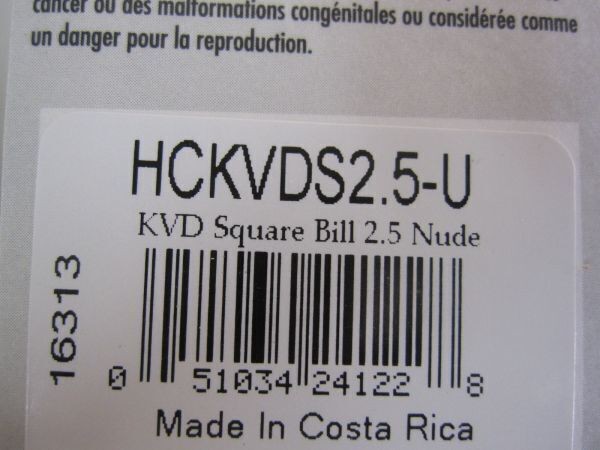 cancer ou des malformations congénitales ou considérée comme
un danger pour la reproduction.
HCKVDS2.5-U
KVD Square Bill 2.5 Nude
16313
0 51034 24122 8
Made In Costa Rica